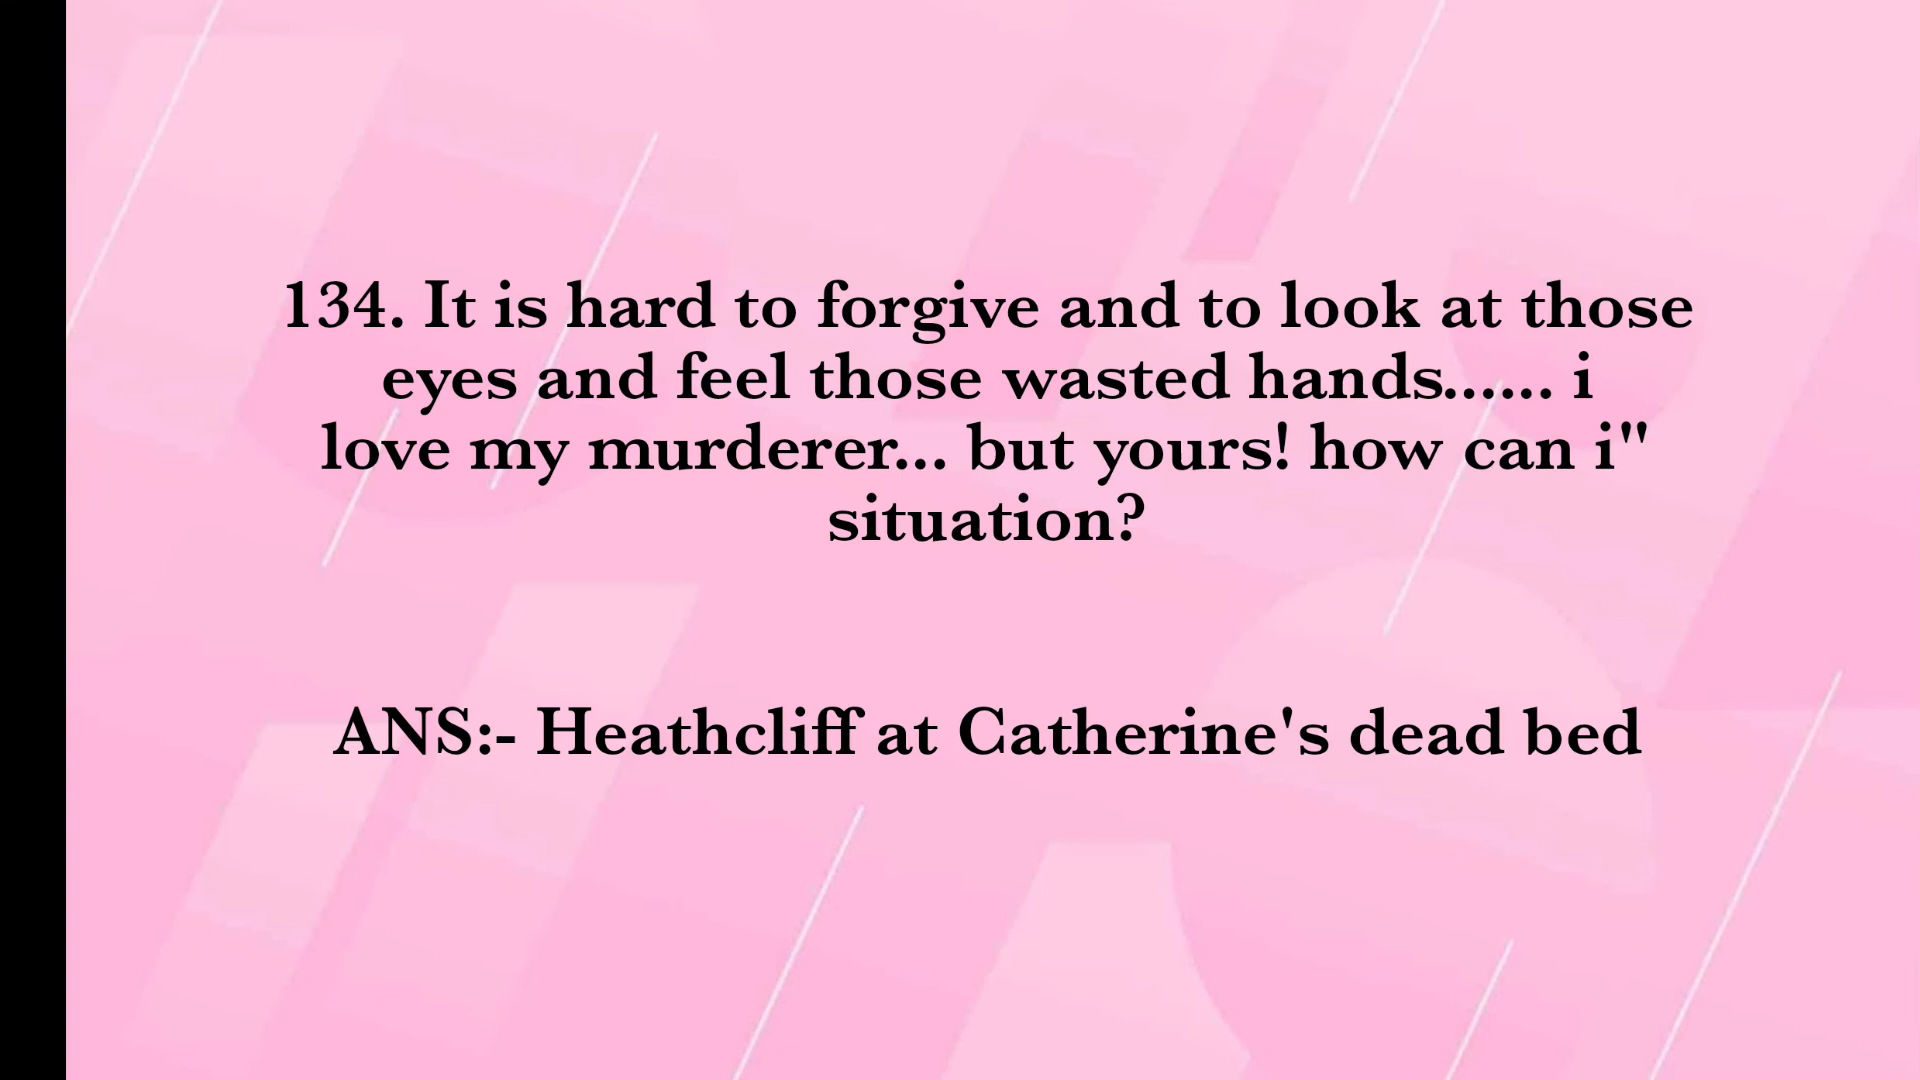 134. It is hard to forgive and to look at those
eyes and feel those wasted hands...... i
love my murderer... but yours! how can i"
situation?
ANS:- Heathcliff at Catherine's dead bed